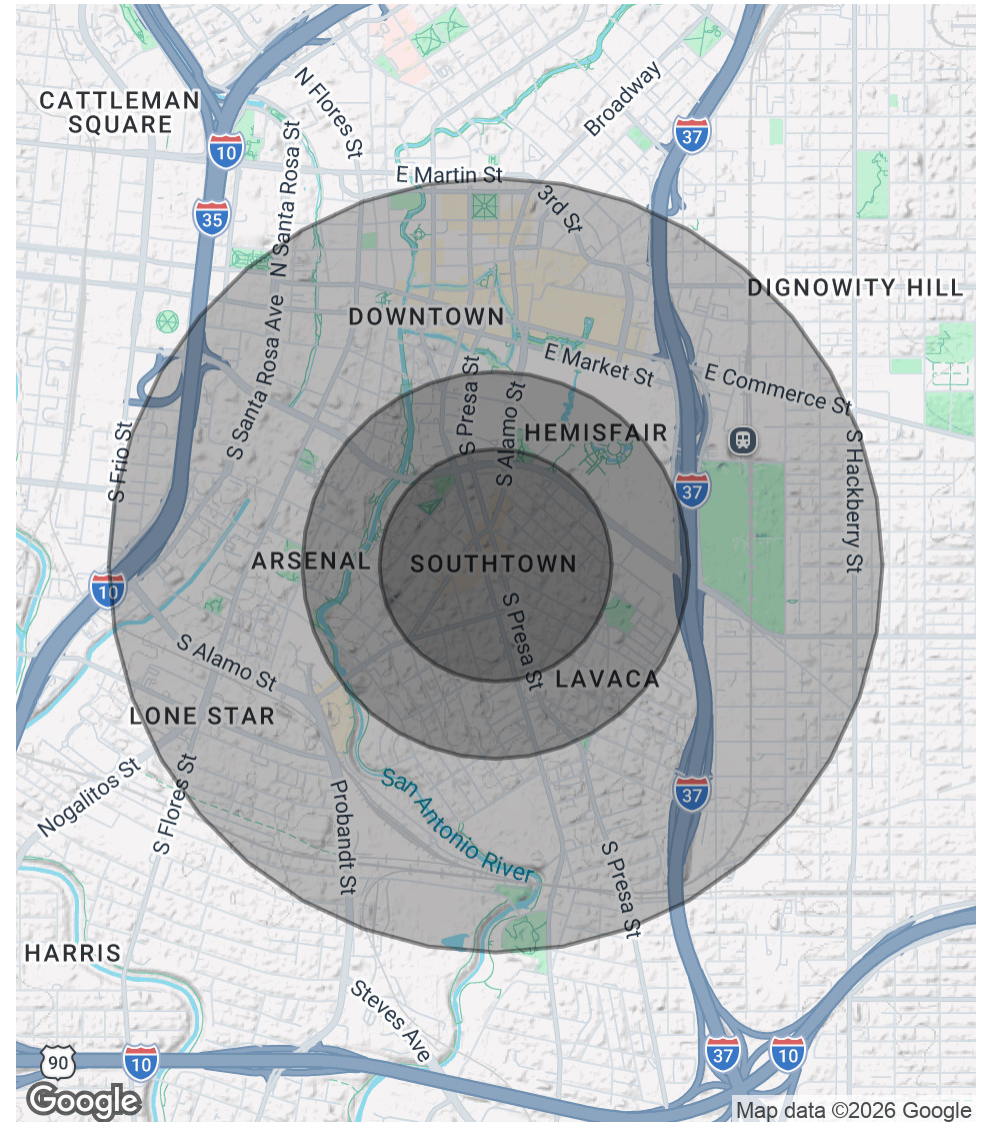 CATTLEMAN
SQUARE
N Flores St
Broadway
37
10
E Martin St
35
N Santa Rosa St
3rd St
DIGNOWITY HILL
DOWNTOWN
S Santa Rosa Ave
S Presa St
E Market St
E Commerce St
S Alamo St
HEMISFAIR
S Frio St
S Hackberry St
37
ARSENAL
SOUTHTOWN
10
S Presa St
S Alamo St
LAVACA
LONE STAR
Nogalitos St
S Flores St
Probandt St
San Antonio River
37
S Presa St
HARRIS
Steves Ave
90
10
37
10
Google
Map data ©2026 Google